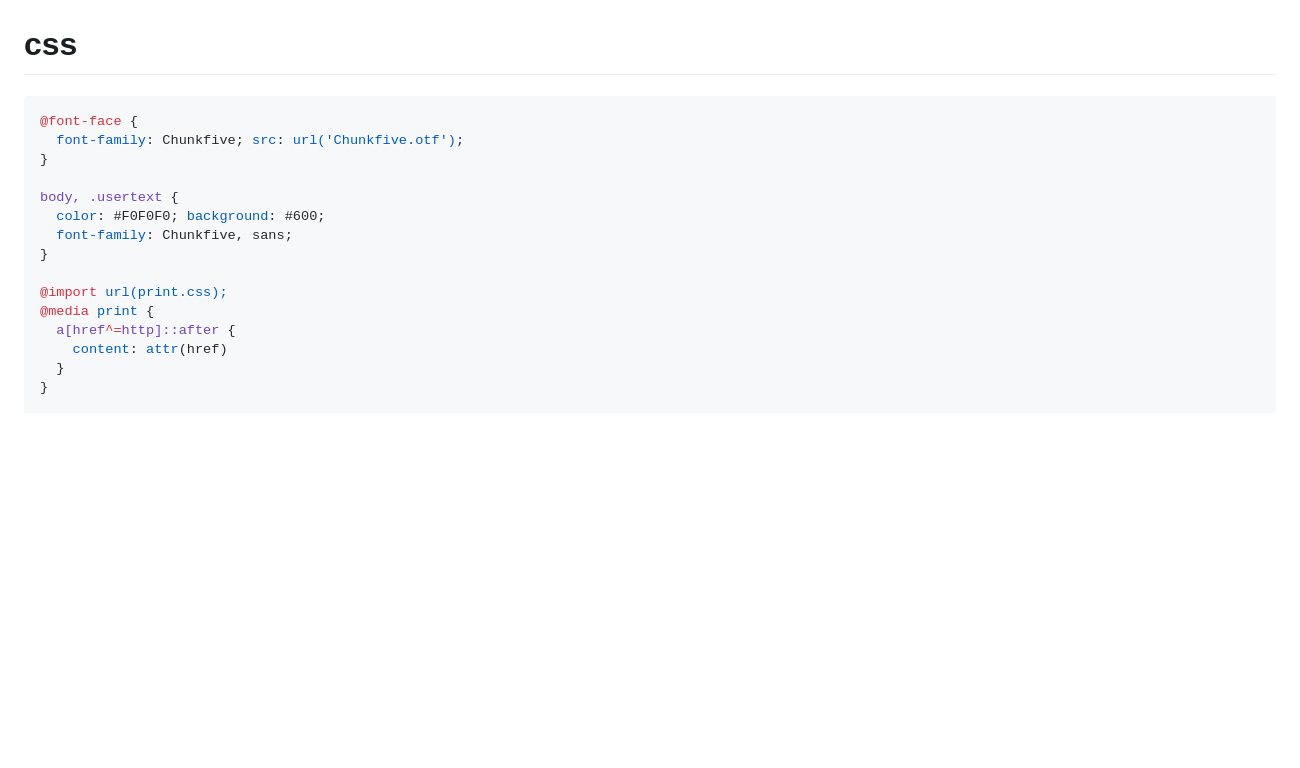 css
@font-face {
  font-family: Chunkfive; src: url('Chunkfive.otf');
}

body, .usertext {
  color: #F0F0F0; background: #600;
  font-family: Chunkfive, sans;
}

@import url(print.css);
@media print {
  a[href^=http]::after {
    content: attr(href)
  }
}